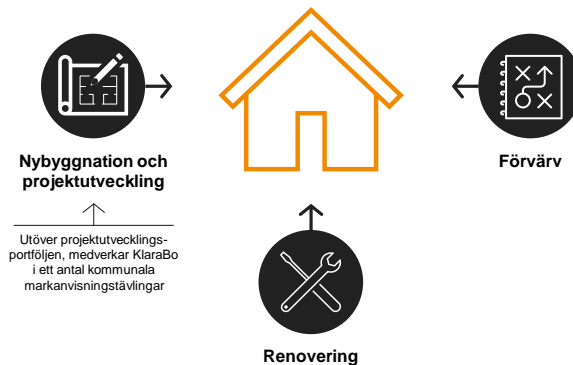 Nybyggnation och
projektutveckling
Utöver projektutvecklings-
portföljen, medverkar KlaraBo
i ett antal kommunala
markanvisningstävlingar
Förvärv
Renovering